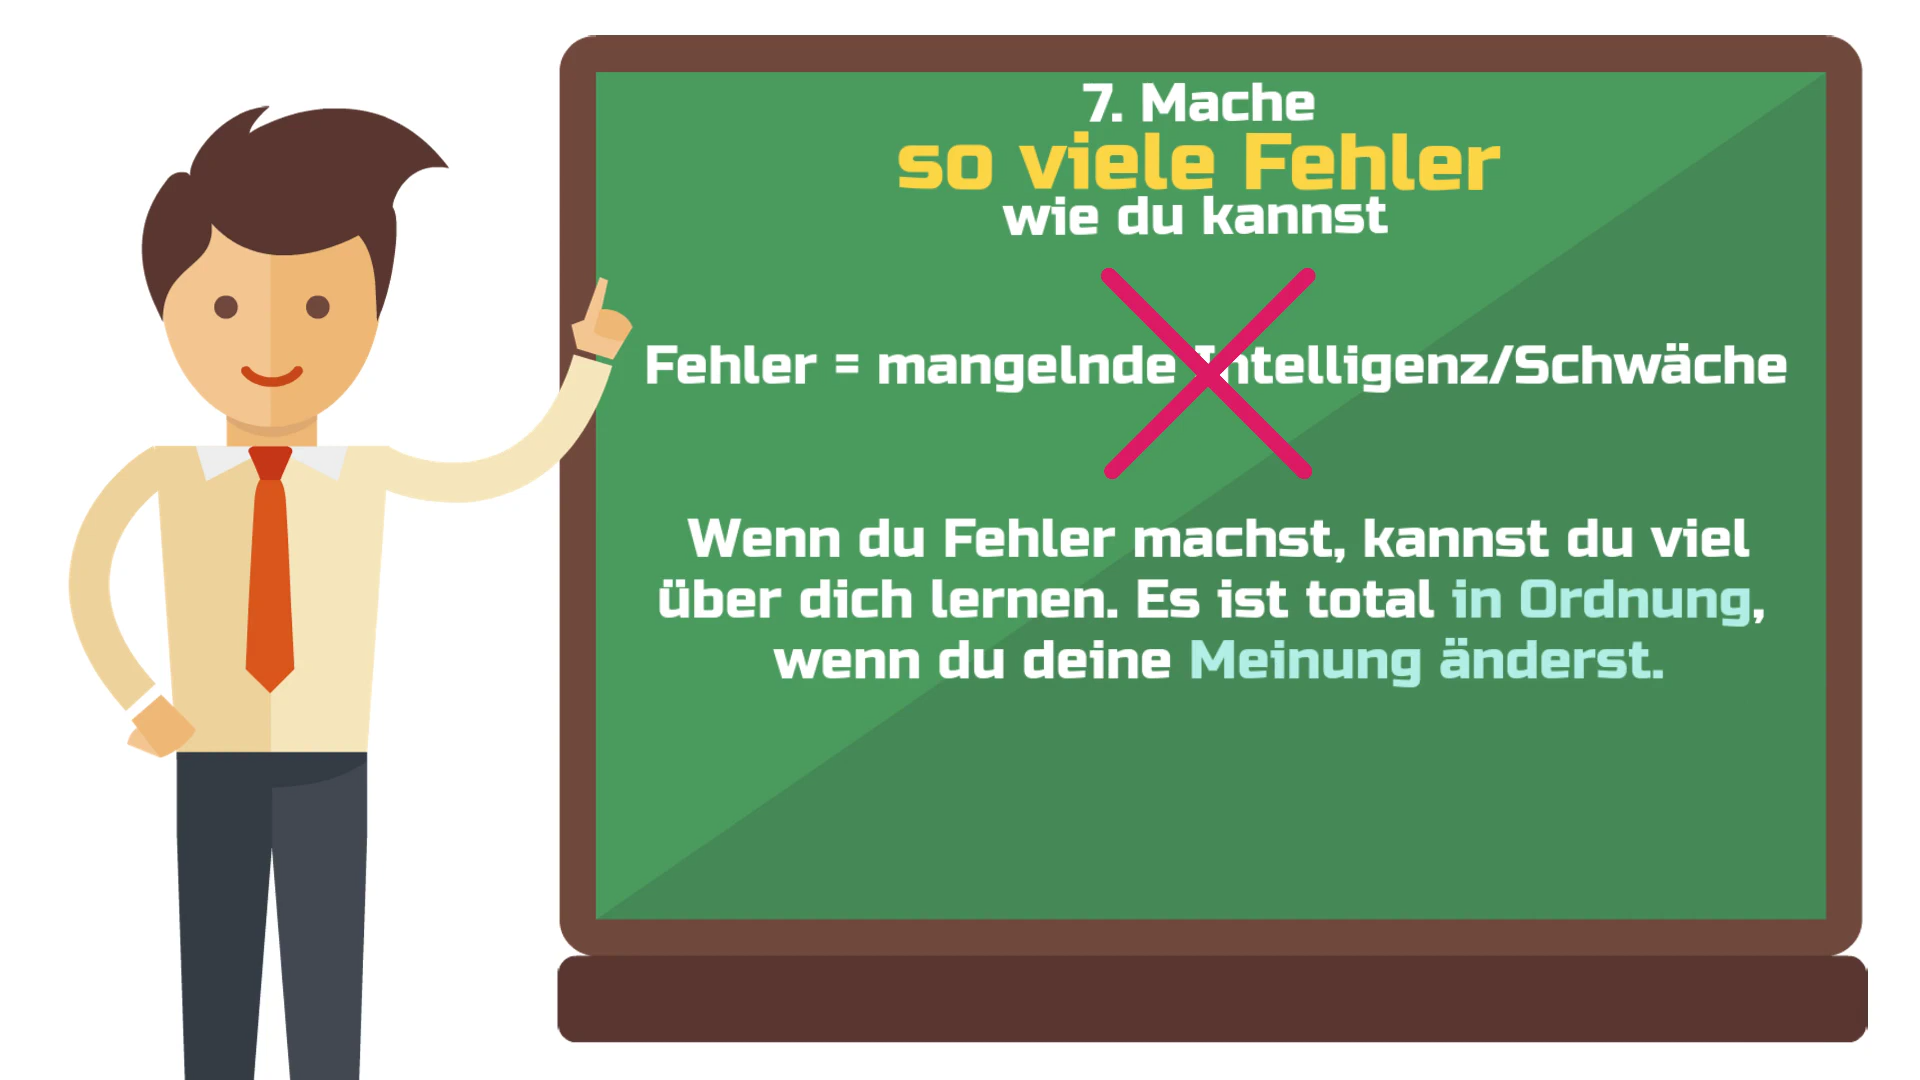 7. Mache
so viele Fehler
wie du kannst
Fehler = mangelnde Intelligenz/Schwäche
Wenn du Fehler machst, kannst du viel
über dich lernen. Es ist total in Ordnung,
wenn du deine Meinung änderst.